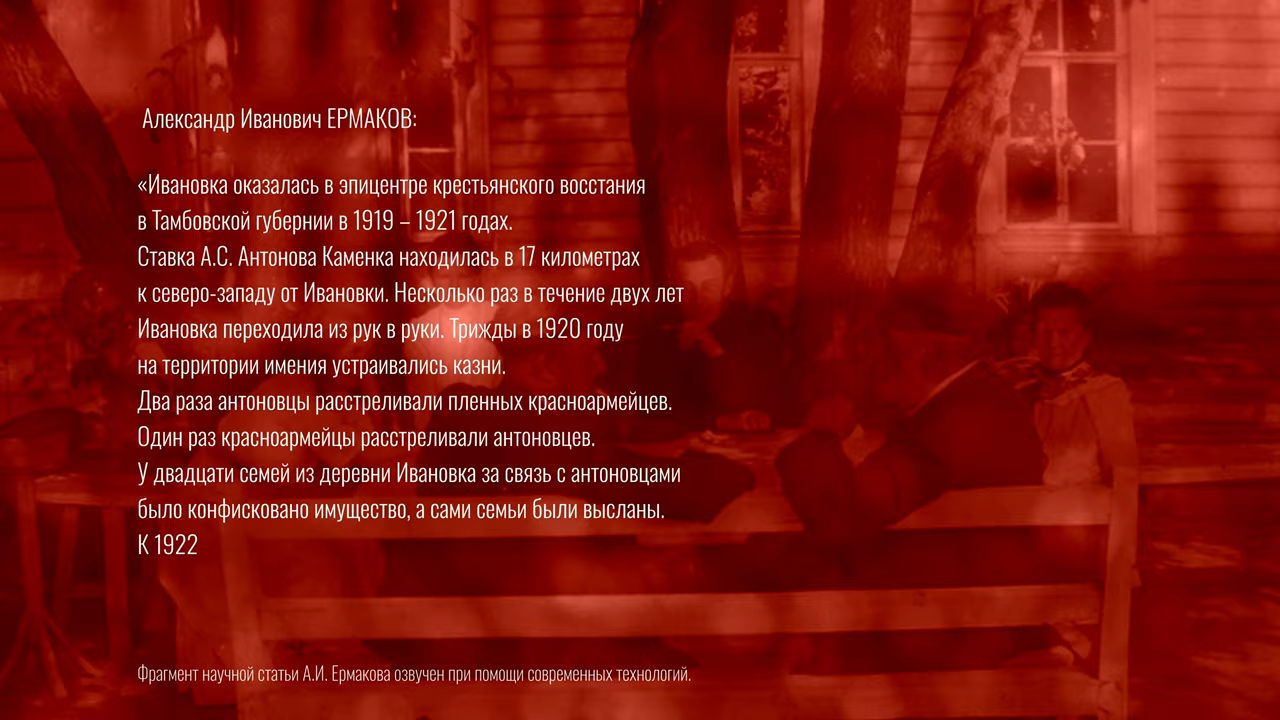 Александр Иванович ЕРМАКОВ:
«Ивановка оказалась в эпицентре крестьянского восстания
в Тамбовской губернии в 1919 – 1921 годах.
Ставка А.С. Антонова Каменка находилась в 17 километрах
к северо-западу от Ивановки. Несколько раз в течение двух лет
Ивановка переходила из рук в руки. Трижды в 1920 году
на территории имения устраивались казни.
Два раза антоновцы расстреливали пленных красноармейцев.
Один раз красноармейцы расстреливали антоновцев.
У двадцати семей из деревни Ивановка за связь с антоновцами
было конфисковано имущество, а сами семьи были высланы.
К 1922
Фрагмент научной статьи А.И. Ермакова озвучен при помощи современных технологий.